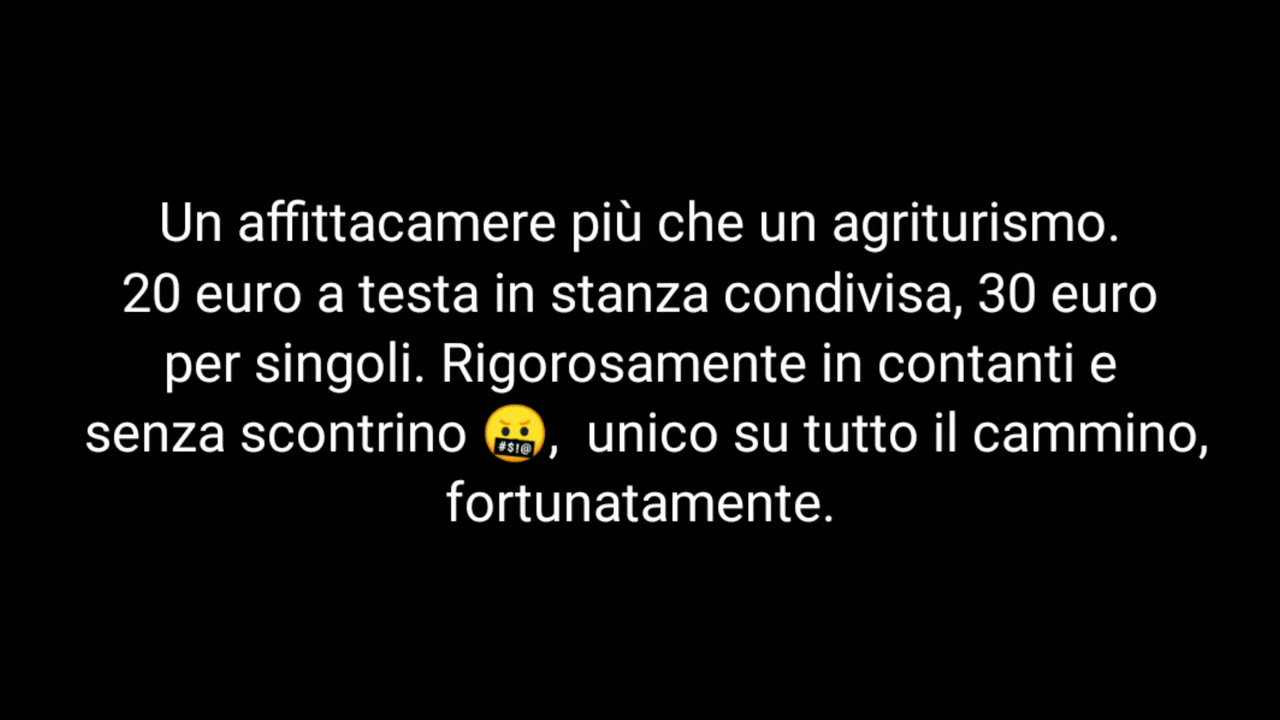 Un affittacamere più che un agriturismo.
20 euro a testa in stanza condivisa, 30 euro
per singoli. Rigorosamente in contanti e
senza scontrino 🤬, unico su tutto il cammino,
fortunatamente.